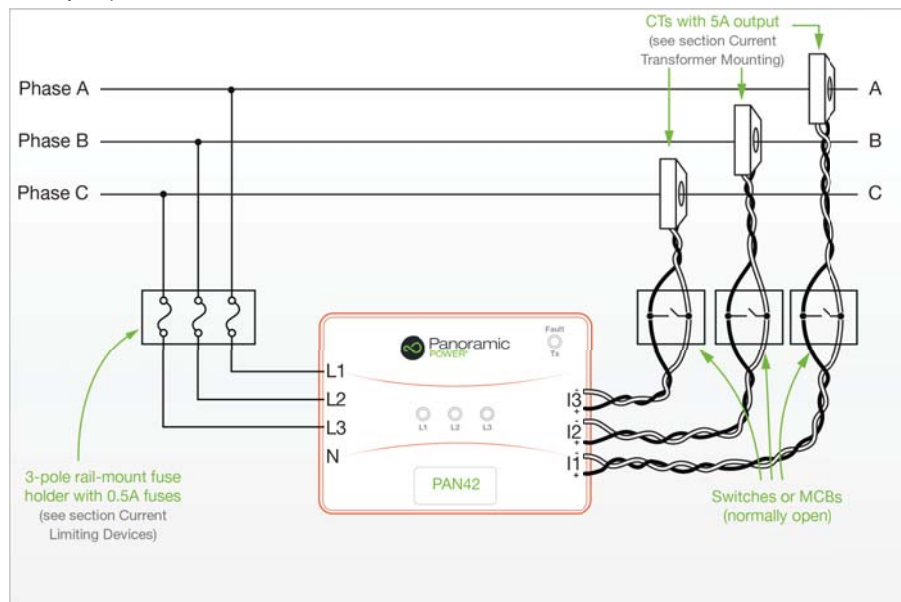 CTs with 5A output
(see section Current
Transformer Mounting)
Phase A
A
Phase B
B
Phase C
C
Panoramic
POWER
Fault
Tx
L1
L2
L3
N
L1
L2
L3
PAN42
- I3 +
- I2 +
- I1 +
3-pole rail-mount fuse
holder with 0.5A fuses
(see section Current
Limiting Devices)
Switches or MCBs
(normally open)